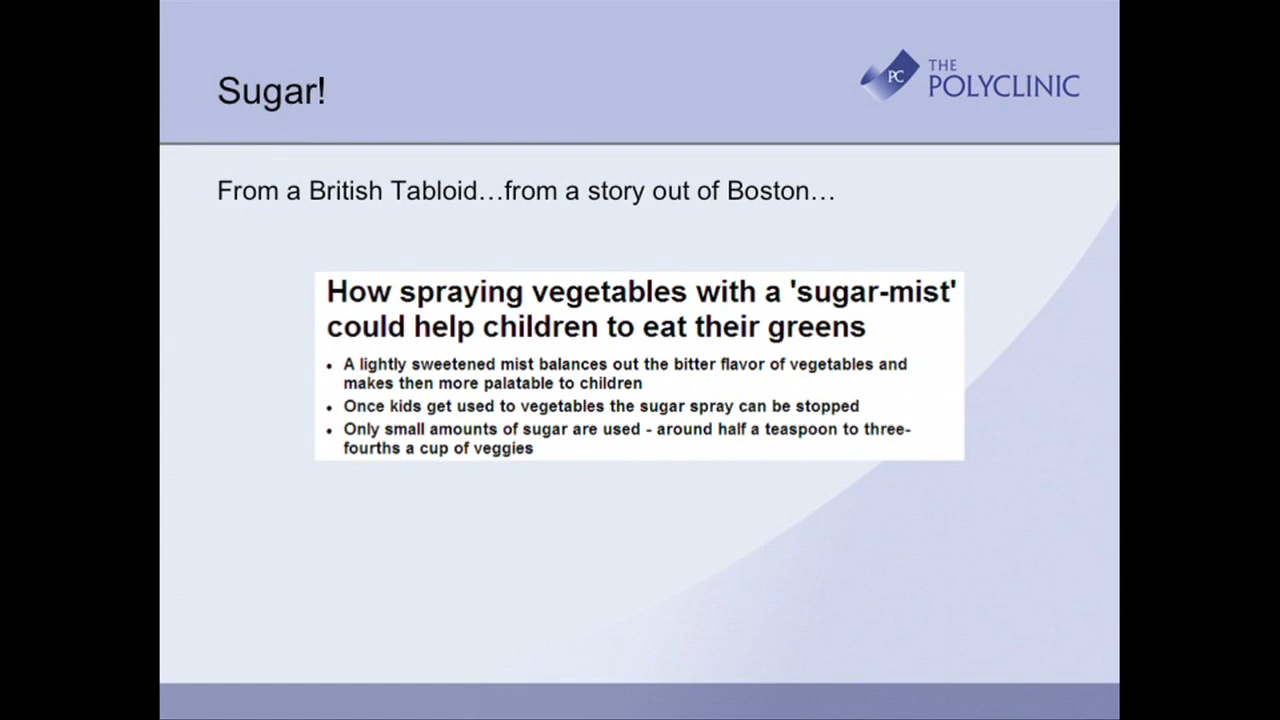 Sugar!
PC
THE
POLYCLINIC
From a British Tabloid…from a story out of Boston…
How spraying vegetables with a 'sugar-mist'
could help children to eat their greens
• A lightly sweetened mist balances out the bitter flavor of vegetables and
makes then more palatable to children
• Once kids get used to vegetables the sugar spray can be stopped
• Only small amounts of sugar are used - around half a teaspoon to three-
fourths a cup of veggies